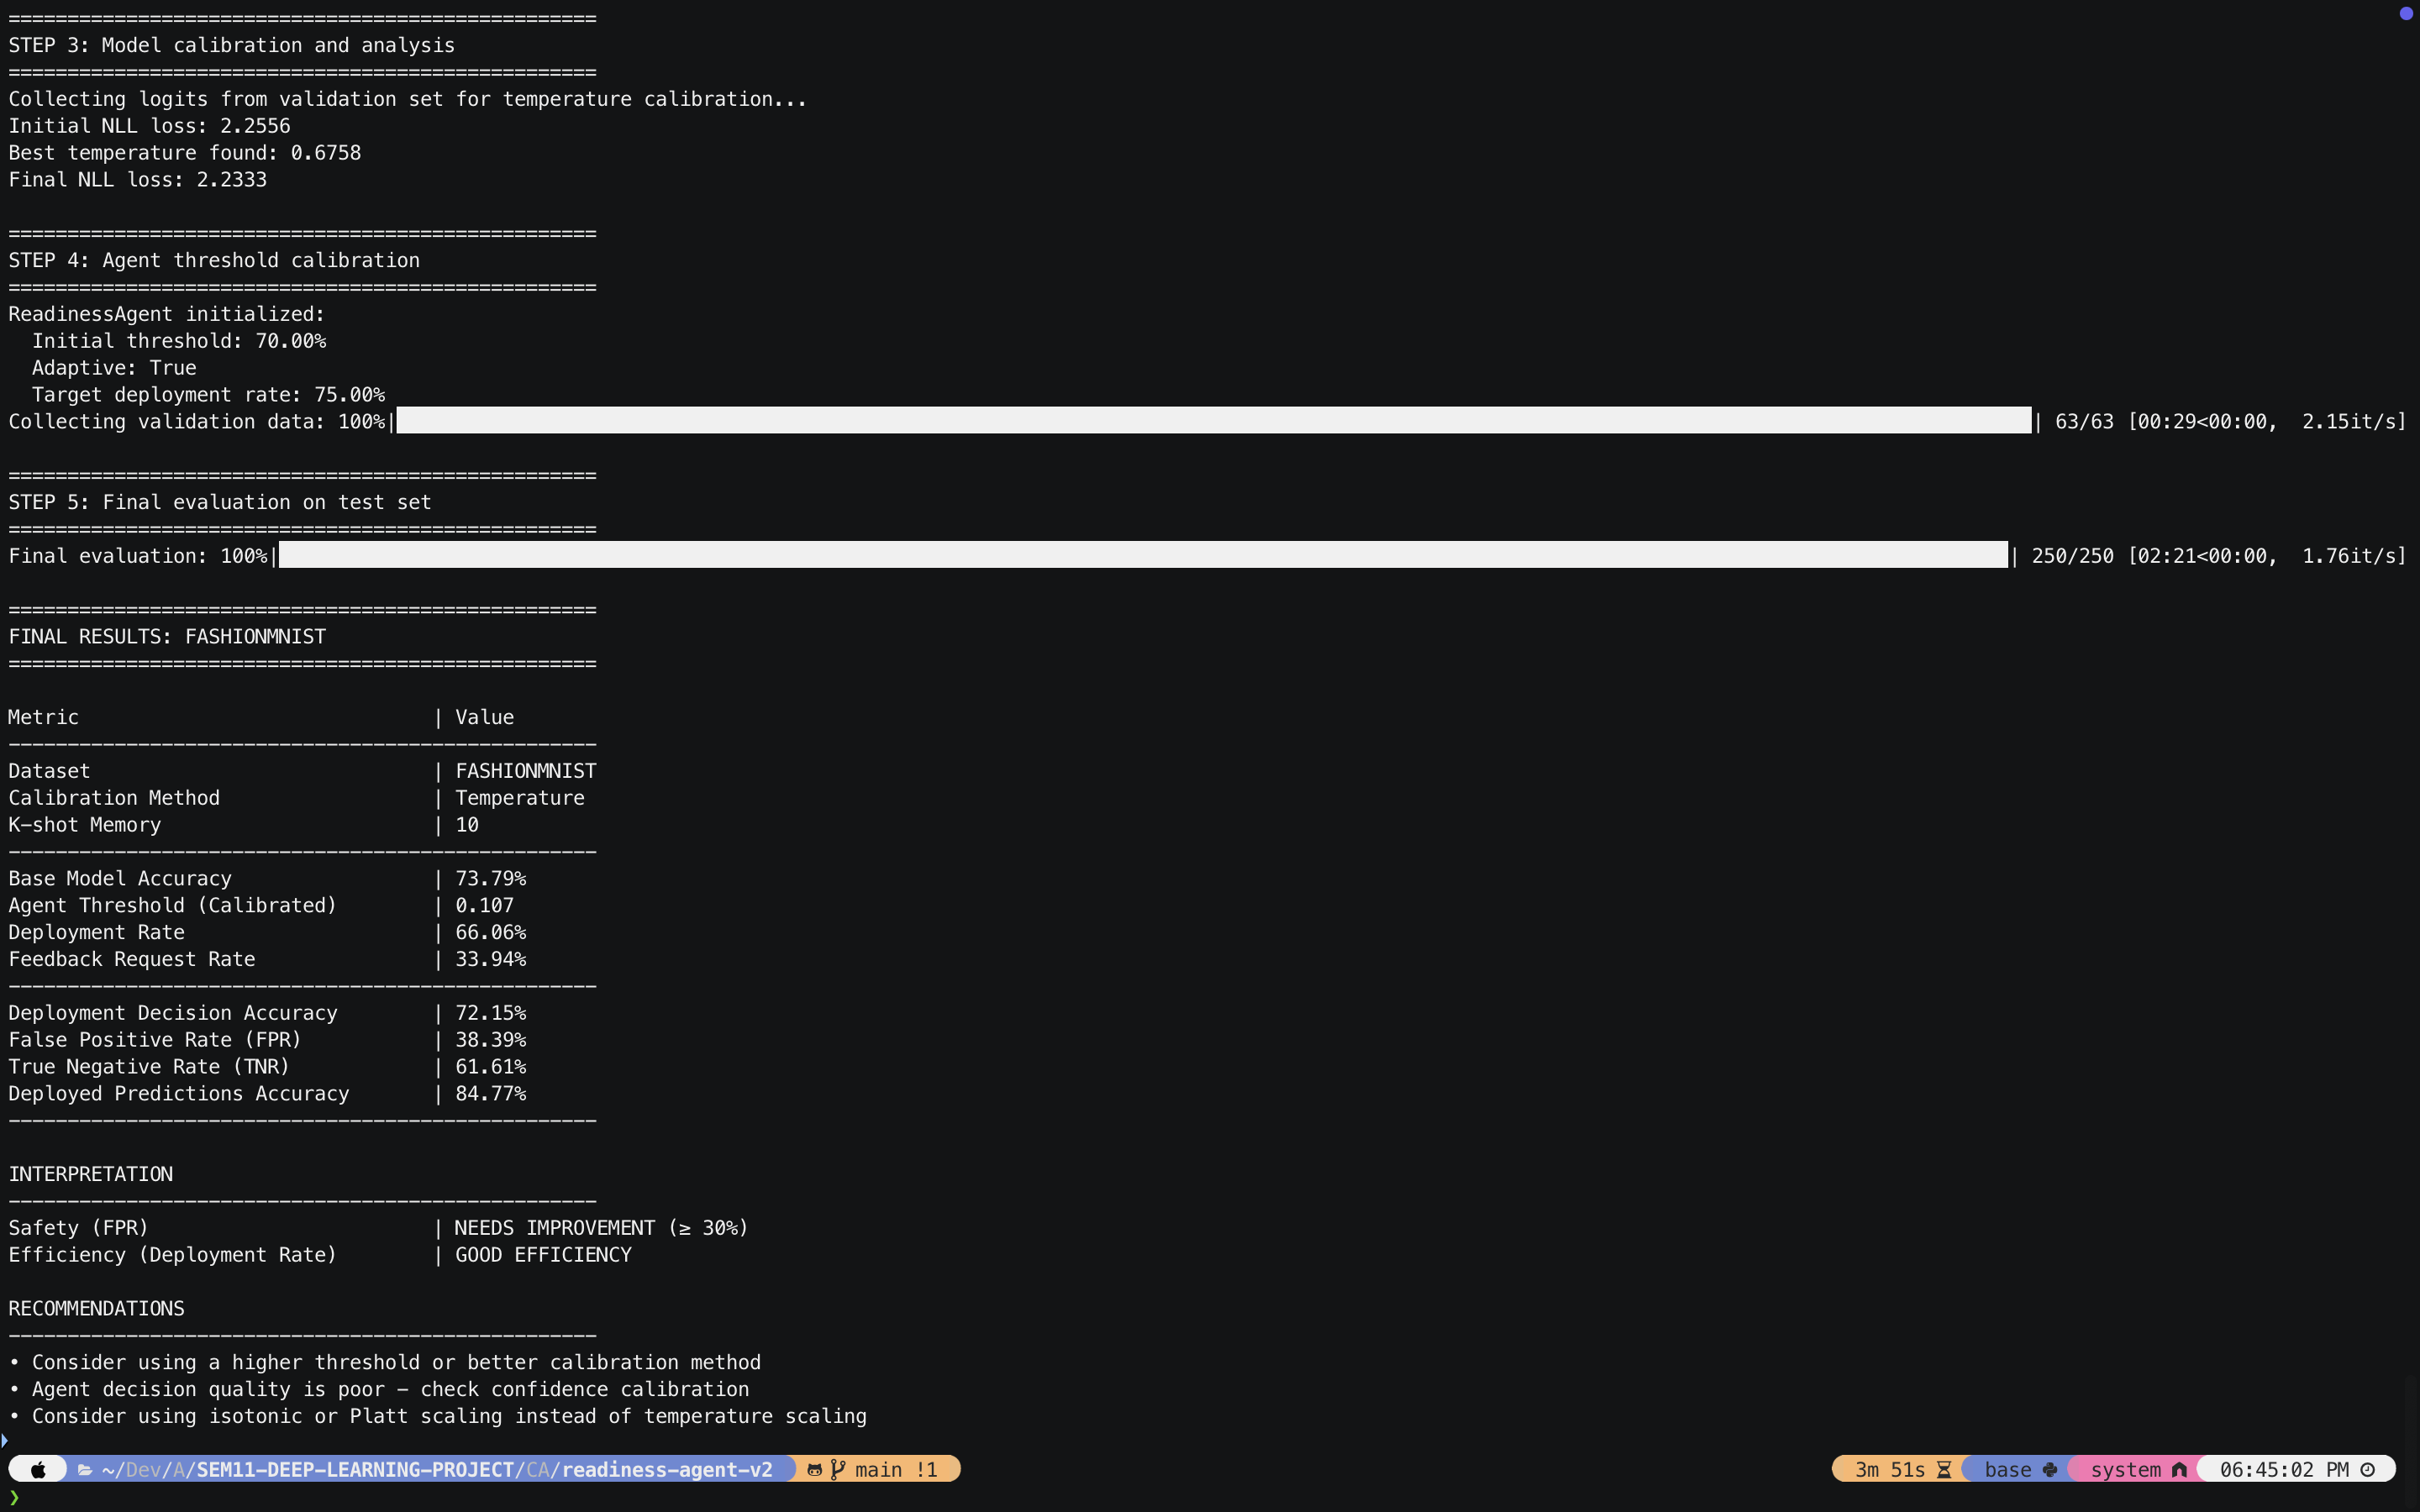 ==================================================
STEP 3: Model calibration and analysis
==================================================
Collecting logits from validation set for temperature calibration...
Initial NLL loss: 2.2556
Best temperature found: 0.6758
Final NLL loss: 2.2333
==================================================
STEP 4: Agent threshold calibration
==================================================
ReadinessAgent initialized:
  Initial threshold: 70.00%
  Adaptive: True
  Target deployment rate: 75.00%
Collecting validation data: 100%| | 63/63 [00:29<00:00,  2.15it/s]
==================================================
STEP 5: Final evaluation on test set
==================================================
Final evaluation: 100%| | 250/250 [02:21<00:00,  1.76it/s]
==================================================
FINAL RESULTS: FASHIONMNIST
==================================================
Metric                              | Value
--------------------------------------------------
Dataset                             | FASHIONMNIST
Calibration Method                  | Temperature
K-shot Memory                       | 10
--------------------------------------------------
Base Model Accuracy                 | 73.79%
Agent Threshold (Calibrated)        | 0.107
Deployment Rate                     | 66.06%
Feedback Request Rate               | 33.94%
--------------------------------------------------
Deployment Decision Accuracy        | 72.15%
False Positive Rate (FPR)           | 38.39%
True Negative Rate (TNR)            | 61.61%
Deployed Predictions Accuracy       | 84.77%
--------------------------------------------------
INTERPRETATION
--------------------------------------------------
Safety (FPR)                        | NEEDS IMPROVEMENT (≥ 30%)
Efficiency (Deployment Rate)        | GOOD EFFICIENCY
RECOMMENDATIONS
--------------------------------------------------
• Consider using a higher threshold or better calibration method
• Agent decision quality is poor - check confidence calibration
• Consider using isotonic or Platt scaling instead of temperature scaling
~/Dev/A/SEM11-DEEP-LEARNING-PROJECT/CA/readiness-agent-v2 main !1 3m 51s base system 06:45:02 PM
❯